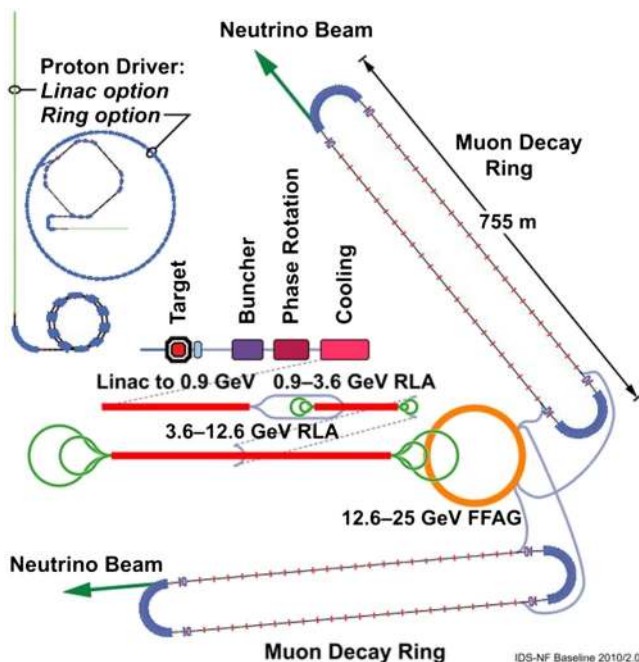 Neutrino Beam
Proton Driver:
Linac option
Ring option
Muon Decay
Ring
755 m
Target
Buncher
Phase Rotation
Cooling
Linac to 0.9 GeV
0.9–3.6 GeV RLA
3.6–12.6 GeV RLA
12.6–25 GeV FFAG
Neutrino Beam
Muon Decay Ring
IDS-NF Baseline 2010/2.0